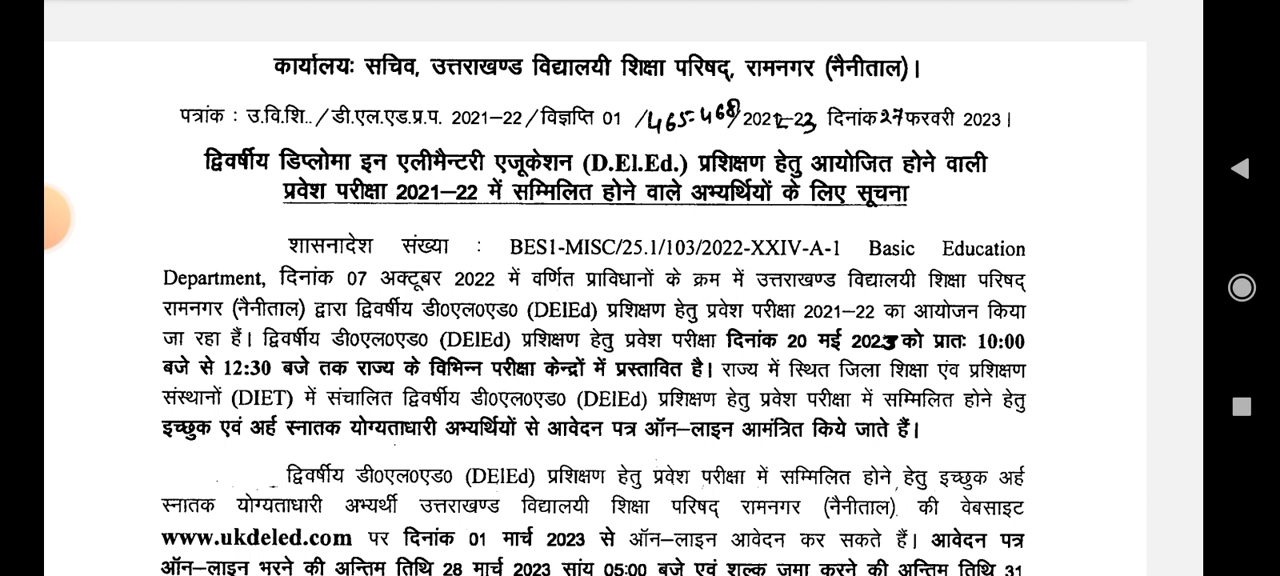 कार्यालयः सचिव, उत्तराखण्ड विद्यालयी शिक्षा परिषद्, रामनगर (नैनीताल)।
पत्रांक : उ.वि.शि../डी.एल.एड.प्र.प. 2021–22/विज्ञप्ति 01 /465-468/2022-23 दिनांक 27 फरवरी 2023।
द्विवर्षीय डिप्लोमा इन एलीमैन्टरी एजूकेशन (D.El.Ed.) प्रशिक्षण हेतु आयोजित होने वाली
प्रवेश परीक्षा 2021–22 में सम्मिलित होने वाले अभ्यर्थियों के लिए सूचना
शासनादेश संख्या : BES1-MISC/25.1/103/2022-XXIV-A-1 Basic Education
Department, दिनांक 07 अक्टूबर 2022 में वर्णित प्राविधानों के क्रम में उत्तराखण्ड विद्यालयी शिक्षा परिषद्
रामनगर (नैनीताल) द्वारा द्विवर्षीय डी0एल0एड0 (DElEd) प्रशिक्षण हेतु प्रवेश परीक्षा 2021–22 का आयोजन किया
जा रहा हैं। द्विवर्षीय डी0एल0एड0 (DElEd) प्रशिक्षण हेतु प्रवेश परीक्षा दिनांक 20 मई 2023 को प्रातः 10:00
बजे से 12:30 बजे तक राज्य के विभिन्न परीक्षा केन्द्रों में प्रस्तावित है। राज्य में स्थित जिला शिक्षा एंव प्रशिक्षण
संस्थानों (DIET) में संचालित द्विवर्षीय डी0एल0एड0 (DElEd) प्रशिक्षण हेतु प्रवेश परीक्षा में सम्मिलित होने हेतु
इच्छुक एवं अर्ह स्नातक योग्यताधारी अभ्यर्थियों से आवेदन पत्र ऑन–लाइन आमंत्रित किये जाते हैं।
द्विवर्षीय डी0एल0एड0 (DElEd) प्रशिक्षण हेतु प्रवेश परीक्षा में सम्मिलित होने हेतु इच्छुक अर्ह
स्नातक योग्यताधारी अभ्यर्थी उत्तराखण्ड विद्यालयी शिक्षा परिषद् रामनगर (नैनीताल) की वेबसाइट
www.ukdeled.com पर दिनांक 01 मार्च 2023 से ऑन–लाइन आवेदन कर सकते हैं। आवेदन पत्र
ऑन–लाइन भरने की अन्तिम तिथि 28 मार्च 2023 सांय 05:00 बजे एवं शुल्क जमा करने की अन्तिम तिथि 31